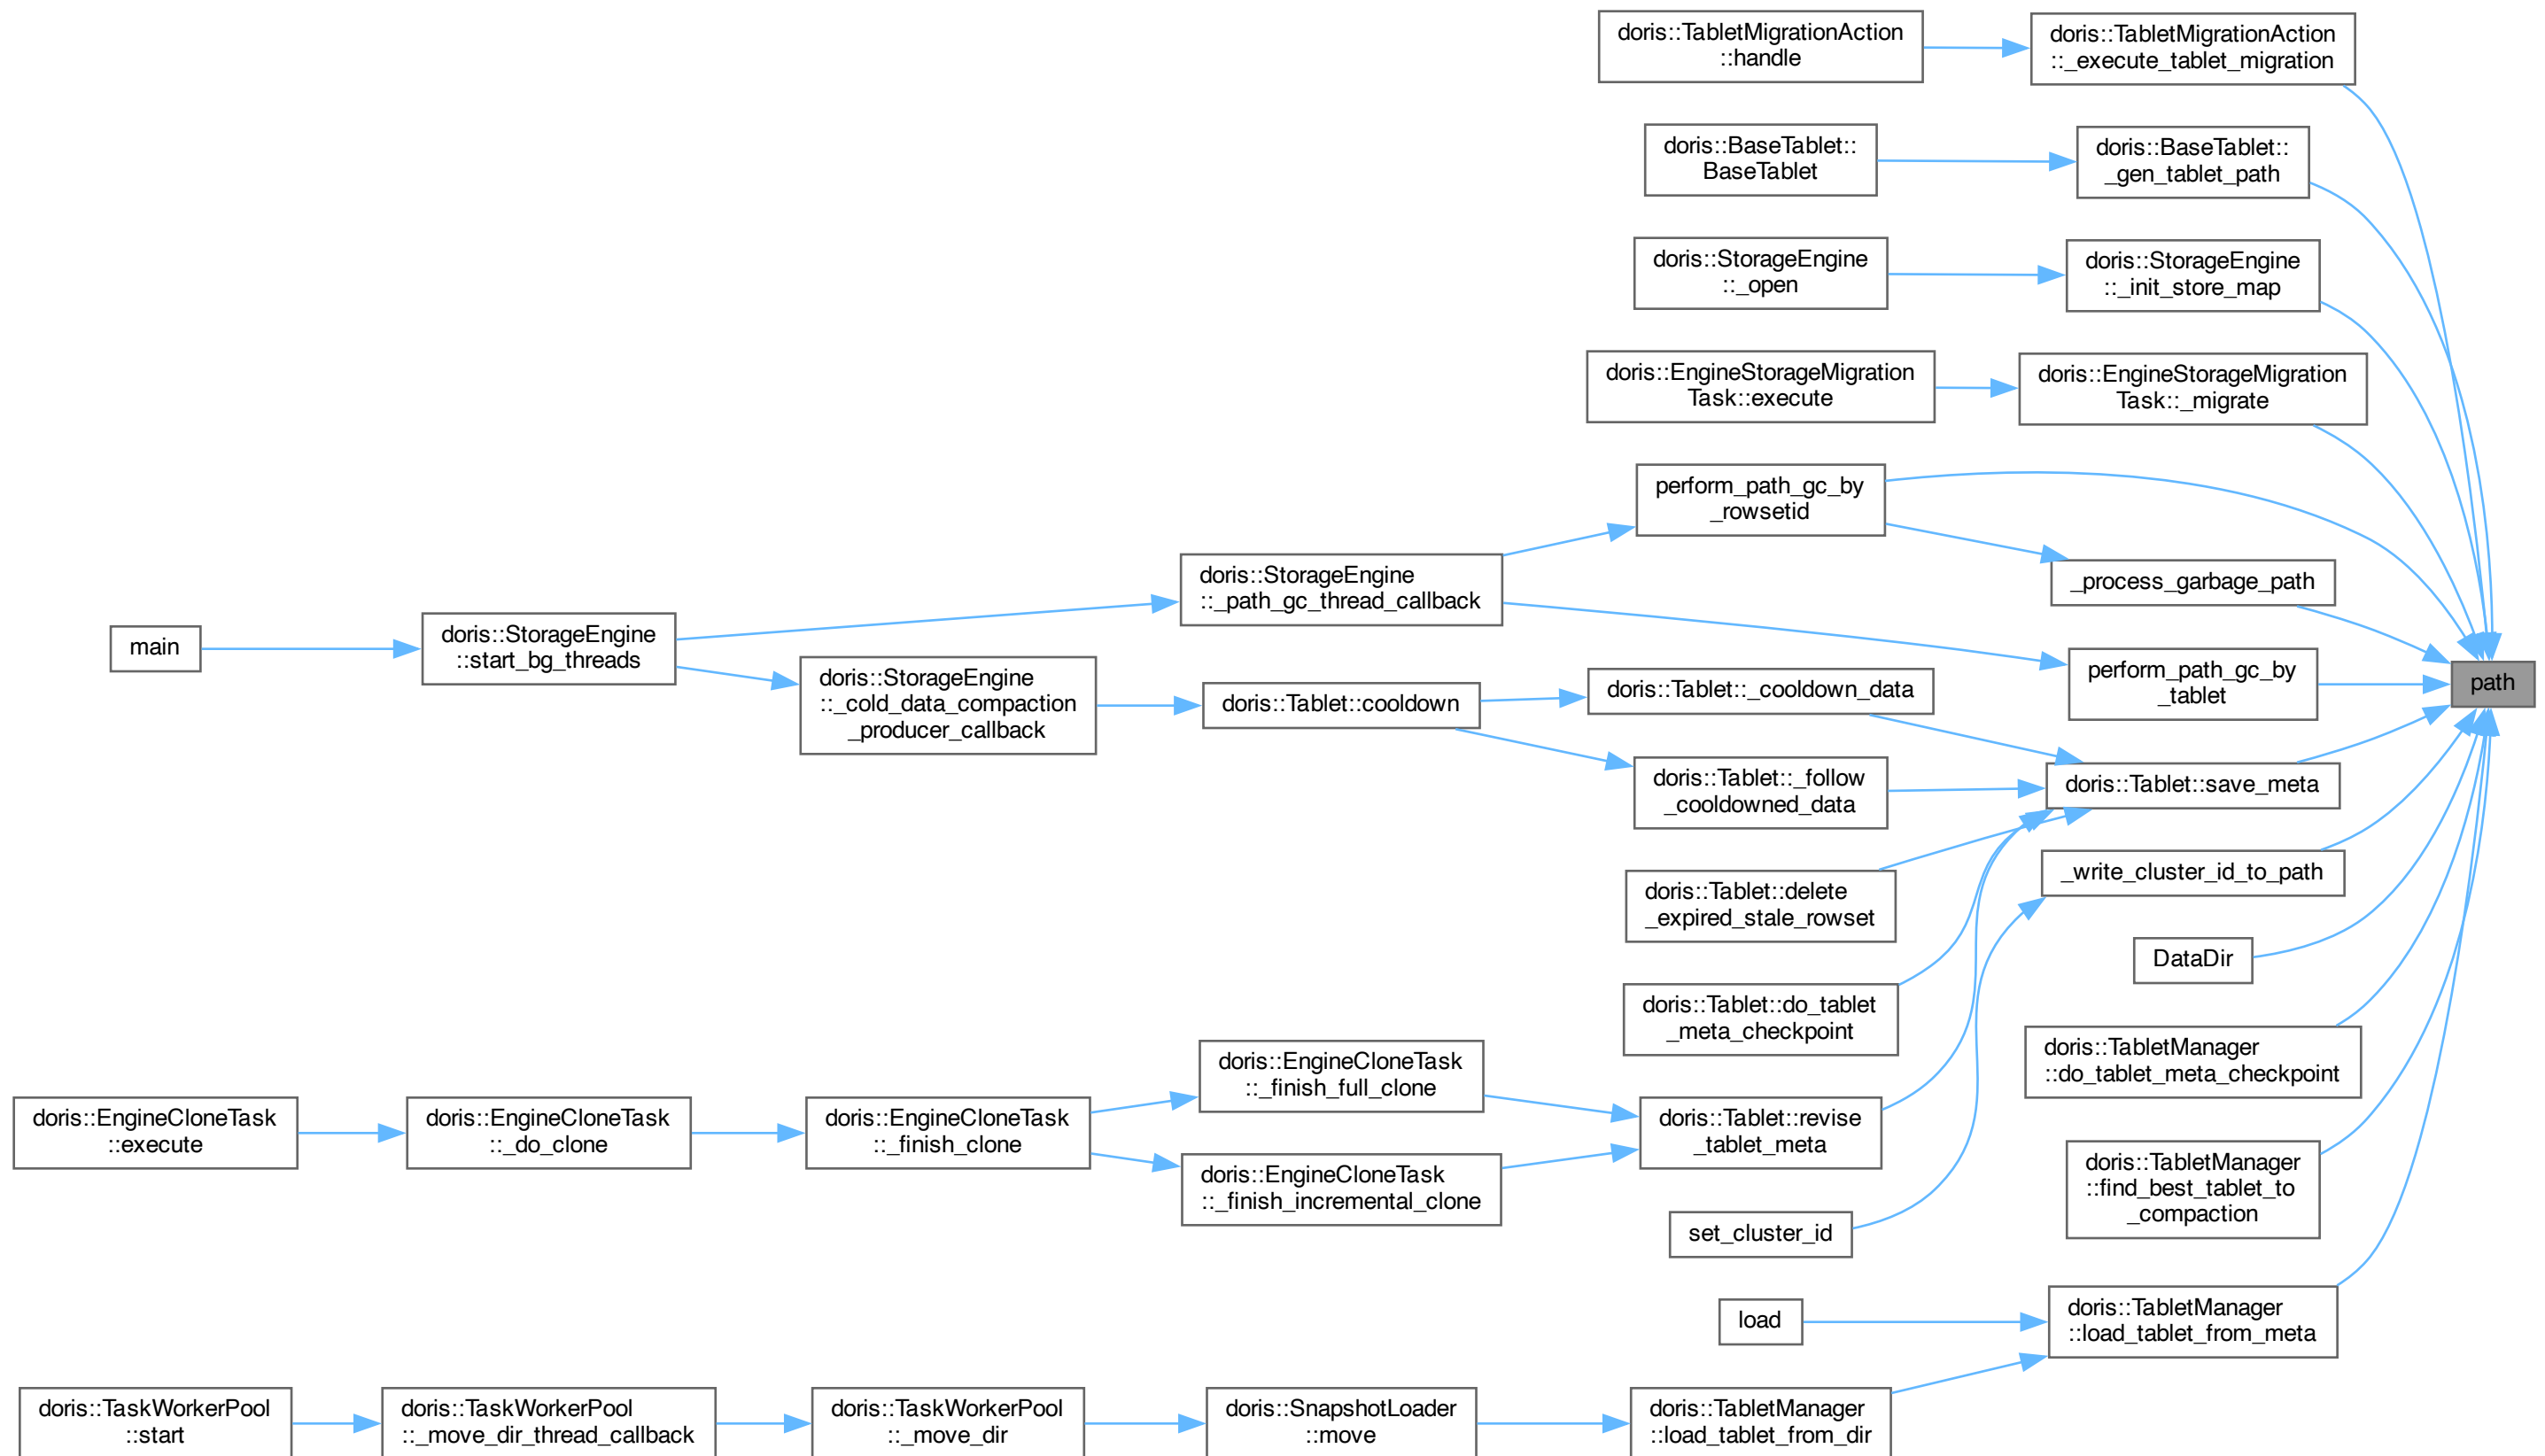 doris::TabletMigrationAction
::handle
doris::TabletMigrationAction
::_execute_tablet_migration
doris::BaseTablet::
BaseTablet
doris::BaseTablet::
_gen_tablet_path
doris::StorageEngine
::_open
doris::StorageEngine
::_init_store_map
doris::EngineStorageMigration
Task::execute
doris::EngineStorageMigration
Task::_migrate
perform_path_gc_by
_rowsetid
doris::StorageEngine
::_path_gc_thread_callback
_process_garbage_path
main
doris::StorageEngine
::start_bg_threads
doris::StorageEngine
::_cold_data_compaction
_producer_callback
doris::Tablet::cooldown
doris::Tablet::_cooldown_data
perform_path_gc_by
_tablet
path
doris::Tablet::_follow
_cooldowned_data
doris::Tablet::save_meta
doris::Tablet::delete
_expired_stale_rowset
_write_cluster_id_to_path
DataDir
doris::Tablet::do_tablet
_meta_checkpoint
doris::TabletManager
::do_tablet_meta_checkpoint
doris::EngineCloneTask
::execute
doris::EngineCloneTask
::_do_clone
doris::EngineCloneTask
::_finish_clone
doris::EngineCloneTask
::_finish_full_clone
doris::EngineCloneTask
::_finish_incremental_clone
doris::Tablet::revise
_tablet_meta
doris::TabletManager
::find_best_tablet_to
_compaction
set_cluster_id
load
doris::TabletManager
::load_tablet_from_meta
doris::TaskWorkerPool
::start
doris::TaskWorkerPool
::_move_dir_thread_callback
doris::TaskWorkerPool
::_move_dir
doris::SnapshotLoader
::move
doris::TabletManager
::load_tablet_from_dir